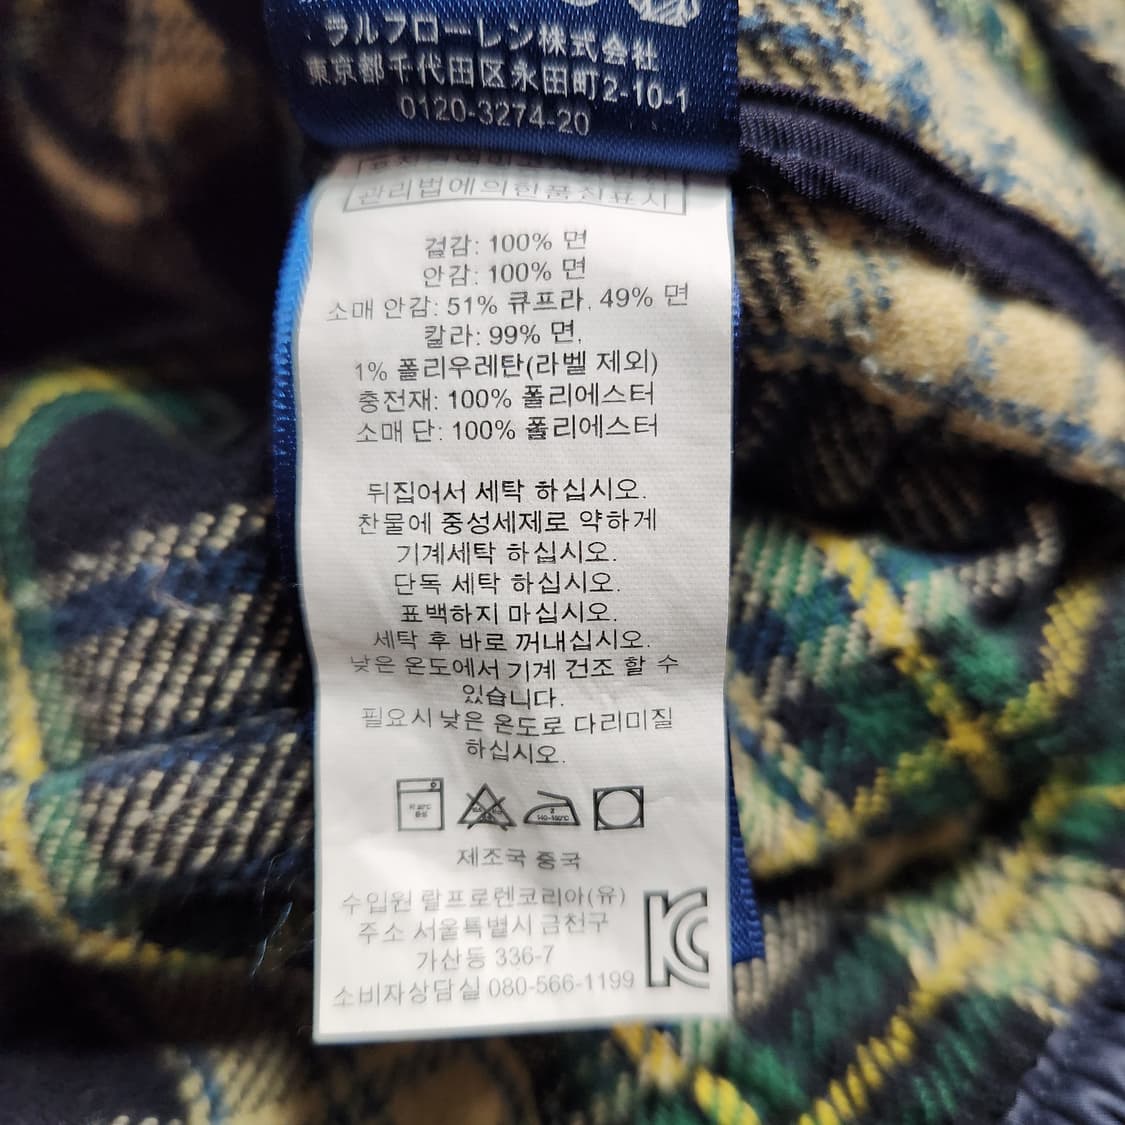 ラルフローレン株式会社
東京都千代田区永田町2-10-1
0120-3274-20
관리법에의한품질표시
겉감: 100% 면
안감: 100% 면
소매 안감: 51% 큐프라, 49% 면
칼라: 99% 면,
1% 폴리우레탄(라벨 제외)
충전재: 100% 폴리에스터
소매 단: 100% 폴리에스터
뒤집어서 세탁 하십시오.
찬물에 중성세제로 약하게
기계세탁 하십시오.
단독 세탁 하십시오.
표백하지 마십시오.
세탁 후 바로 꺼내십시오.
낮은 온도에서 기계 건조 할 수
있습니다.
필요시 낮은 온도로 다리미질
하십시오.
제조국 중국
수입원 랄프로렌코리아(유)
주소 서울특별시 금천구
가산동 336-7
소비자상담실 080-566-1199